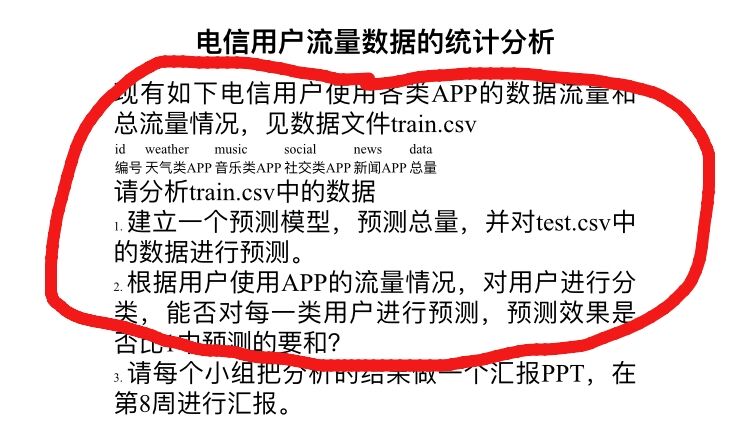 电信用户流量数据的统计分析
现有如下电信用户使用各类APP的数据流量和
总流量情况，见数据文件train.csv
id weather music social news data
编号 天气类APP 音乐类APP 社交类APP 新闻APP 总量
请分析train.csv中的数据
1. 建立一个预测模型，预测总量，并对test.csv中
的数据进行预测。
2. 根据用户使用APP的流量情况，对用户进行分
类，能否对每一类用户进行预测，预测效果是
否比1中预测的要和？
3. 请每个小组把分析的结果做一个汇报PPT，在
第8周进行汇报。